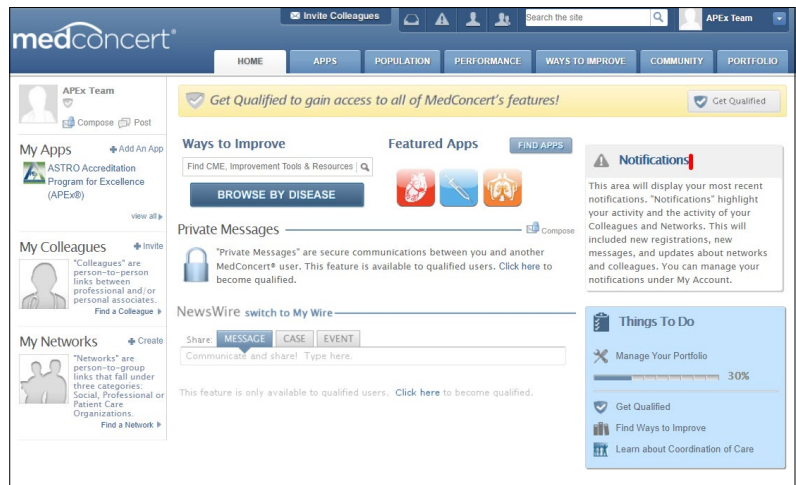 Invite Colleagues
Search the site
APEx Team
medconcert®
HOME
APPS
POPULATION
PERFORMANCE
WAYS TO IMPROVE
COMMUNITY
PORTFOLIO
APEx Team
Compose
Post
Get Qualified to gain access to all of MedConcert's features!
Get Qualified
My Apps
Add An App
ASTRO Accreditation
Program for Excellence
(APEx®)
view all
My Colleagues
Invite
"Colleagues" are
person-to-person
links between
professional and/or
personal associates.
Find a Colleague
My Networks
Create
"Networks" are
person-to-group
links that fall under
three categories:
Social, Professional or
Patient Care
Organizations.
Find a Network
Ways to Improve
Find CME, Improvement Tools & Resources
BROWSE BY DISEASE
Featured Apps
FIND APPS
Private Messages
Compose
"Private Messages" are secure communications between you and another
MedConcert® user. This feature is available to qualified users. Click here to
become qualified.
NewsWire switch to My Wire
Share:
MESSAGE
CASE
EVENT
Communicate and share! Type here.
This feature is only available to qualified users. Click here to become qualified.
Notifications
This area will display your most recent
notifications. "Notifications" highlight
your activity and the activity of your
Colleagues and Networks. This will
included new registrations, new
messages, and updates about networks
and colleagues. You can manage your
notifications under My Account.
Things To Do
Manage Your Portfolio
30%
Get Qualified
Find Ways to Improve
Learn about Coordination of Care